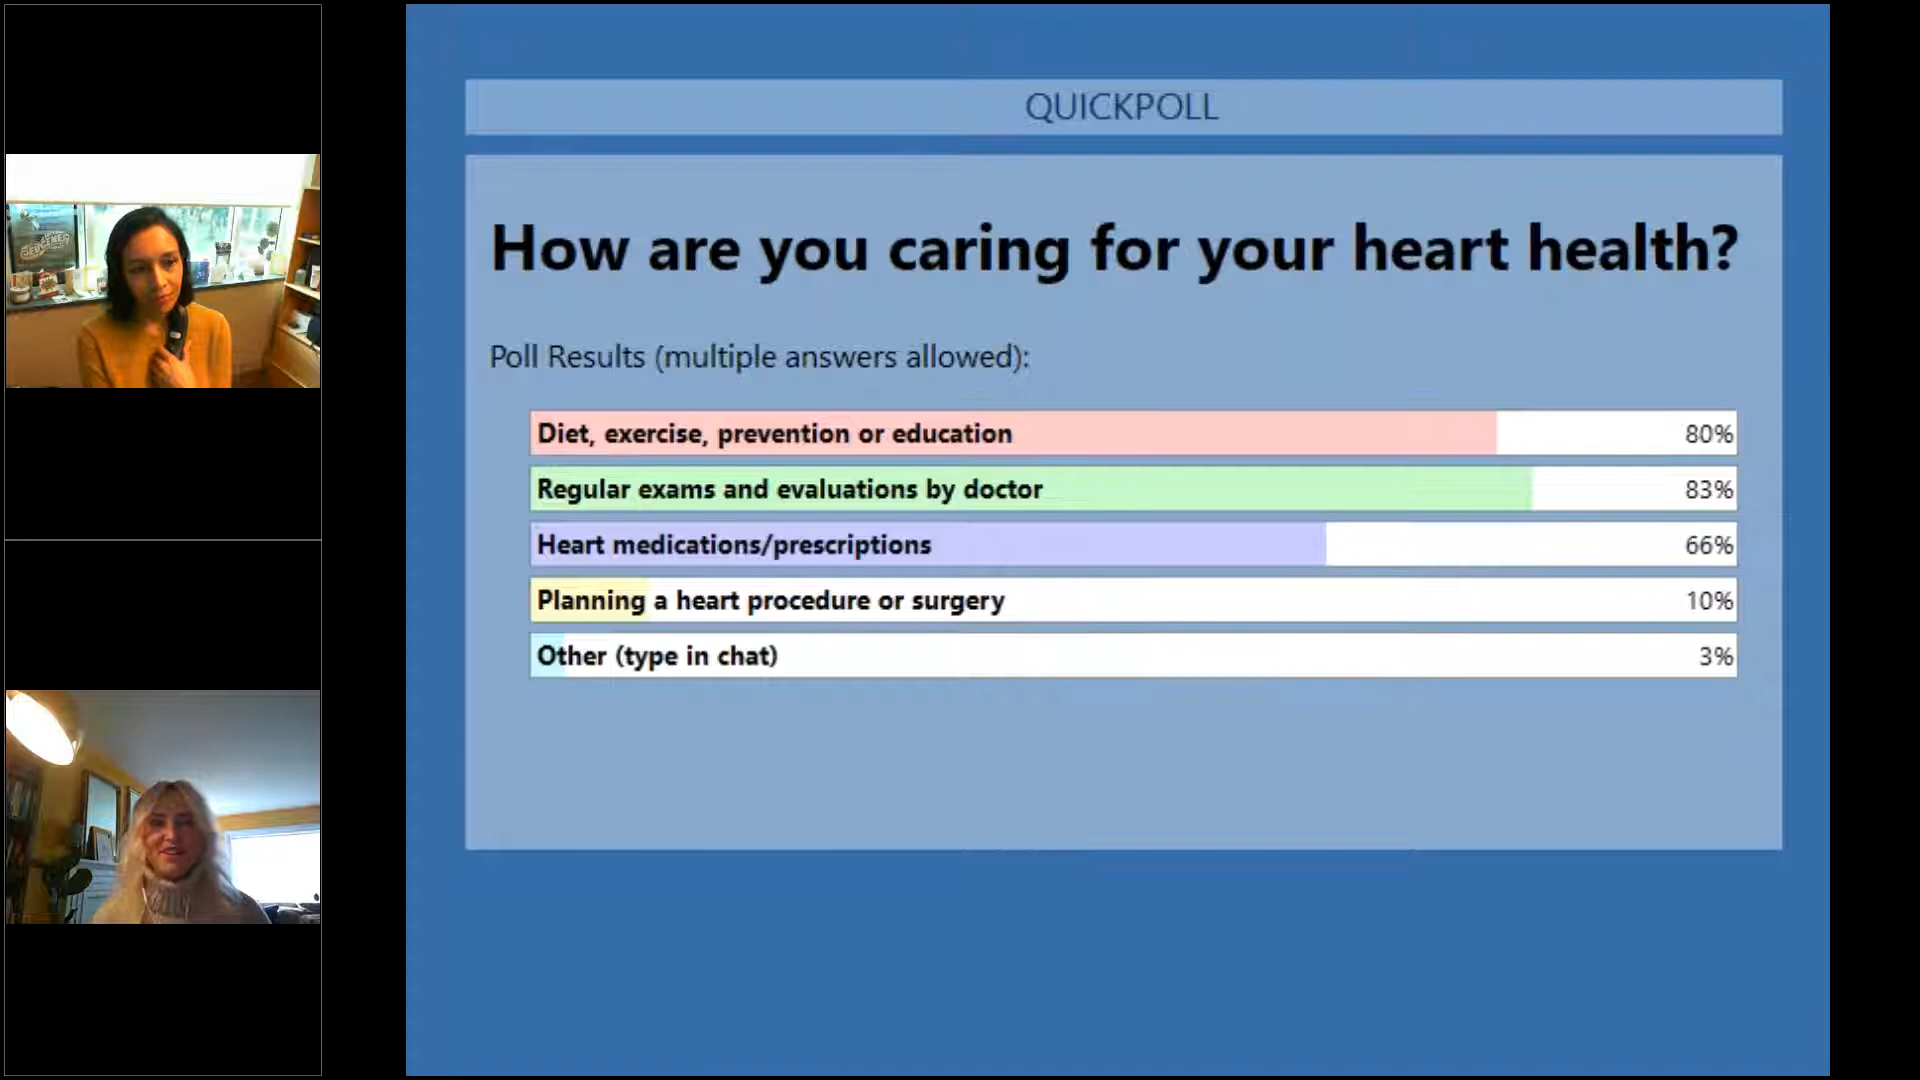 QUICKPOLL
How are you caring for your heart health?
Poll Results (multiple answers allowed):
Diet, exercise, prevention or education 80%
Regular exams and evaluations by doctor 83%
Heart medications/prescriptions 66%
Planning a heart procedure or surgery 10%
Other (type in chat) 3%